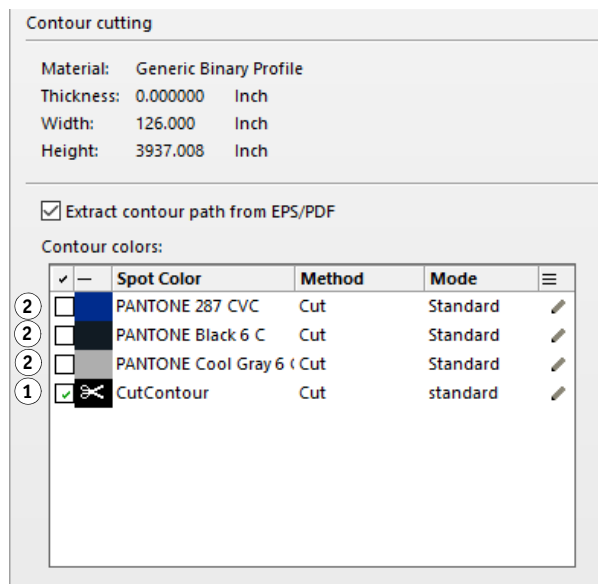 Contour cutting
Material: Generic Binary Profile
Thickness: 0.000000 Inch
Width: 126.000 Inch
Height: 3937.008 Inch
Extract contour path from EPS/PDF
Contour colors:
Spot Color Method Mode
2 PANTONE 287 CVC Cut Standard
2 PANTONE Black 6 C Cut Standard
2 PANTONE Cool Gray 6 ( Cut Standard
1 CutContour Cut standard